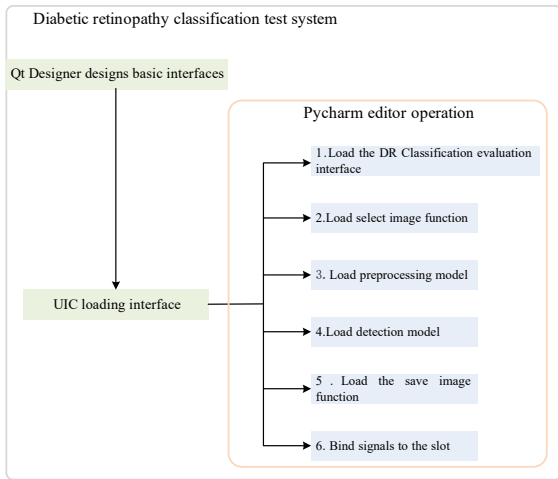 Diabetic retinopathy classification test system
Qt Designer designs basic interfaces
Pycharm editor operation
1.Load the DR Classification evaluation
interface
2.Load select image function
3. Load preprocessing model
UIC loading interface
4.Load detection model
5 . Load the save image
function
6. Bind signals to the slot